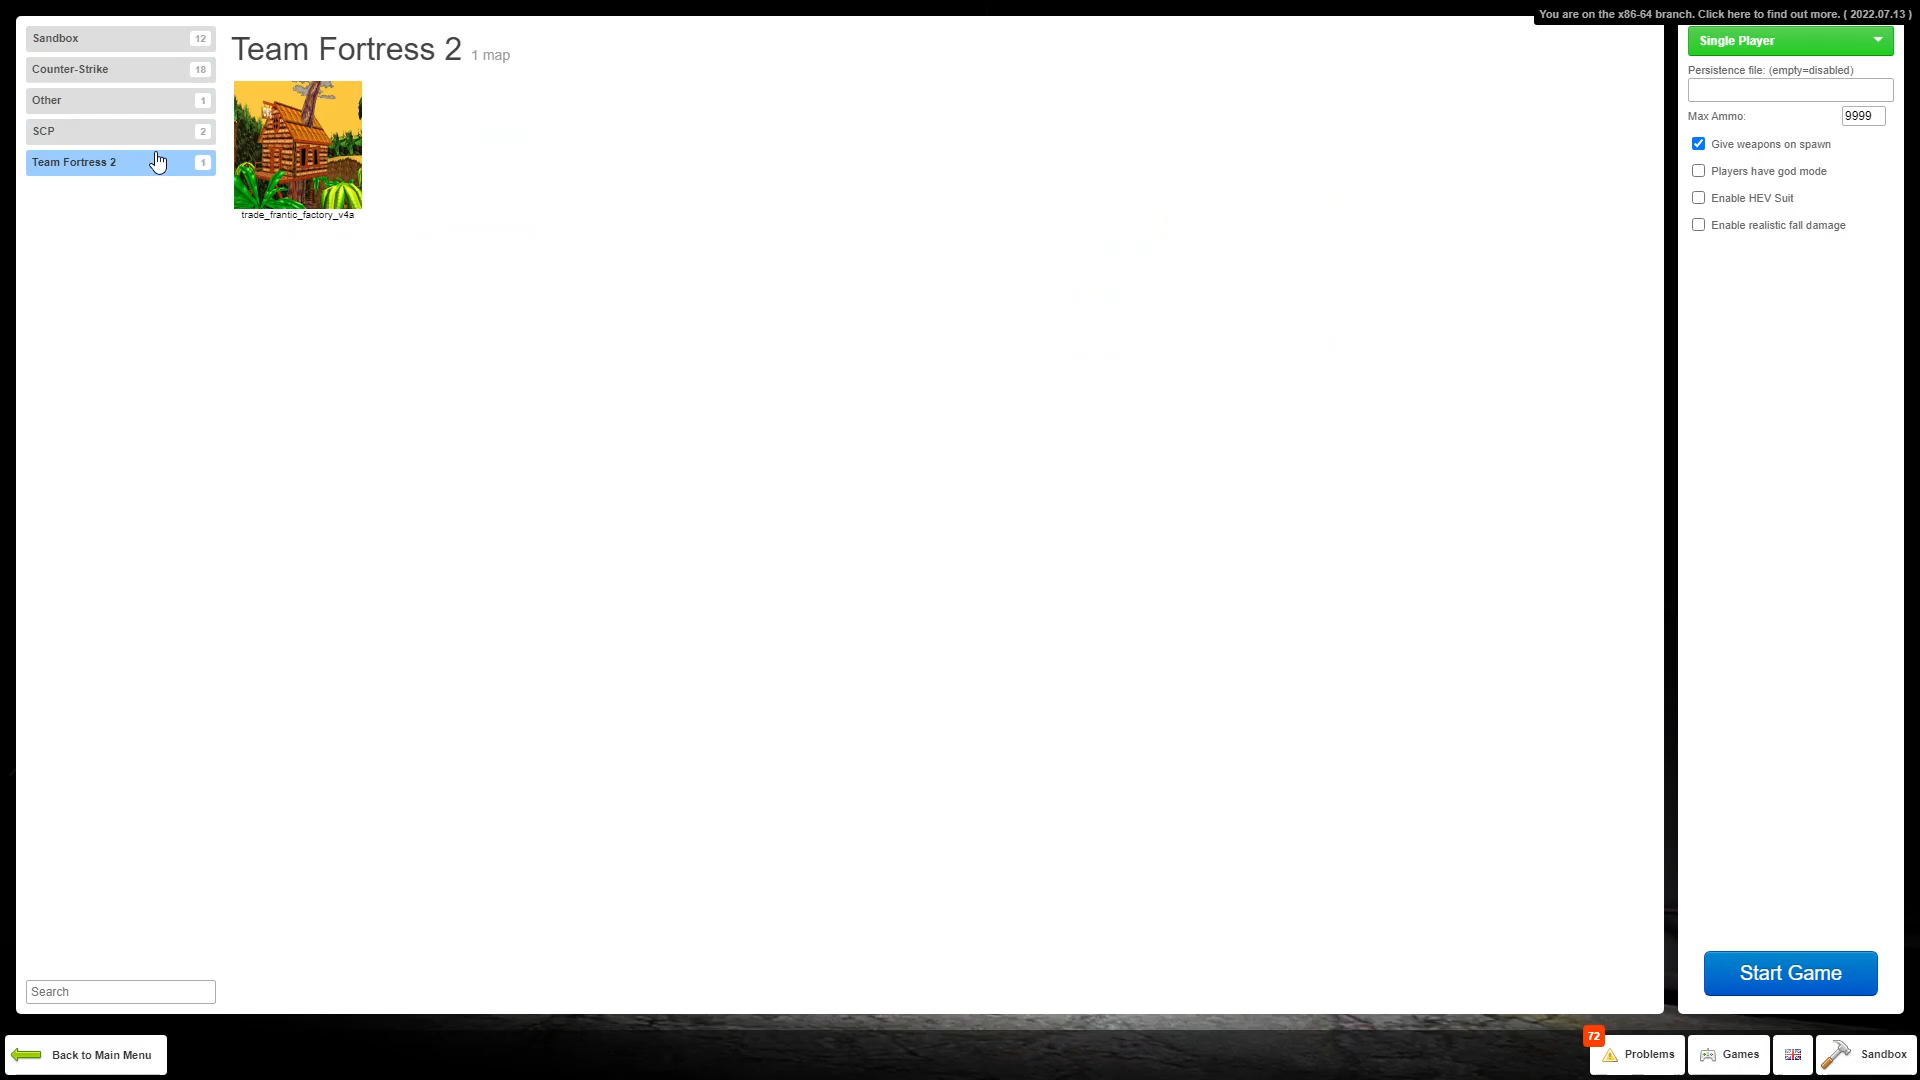 You are on the x86-64 branch. Click here to find out more. ( 2022.07.13 )
Sandbox 12
Counter-Strike 18
Other 1
SCP 2
Team Fortress 2 1
Search
Team Fortress 2 1 map
trade_frantic_factory_v4a
Single Player
Persistence file: (empty=disabled)
Max Ammo: 9999
Give weapons on spawn
Players have god mode
Enable HEV Suit
Enable realistic fall damage
Start Game
Back to Main Menu
72
Problems
Games
Sandbox